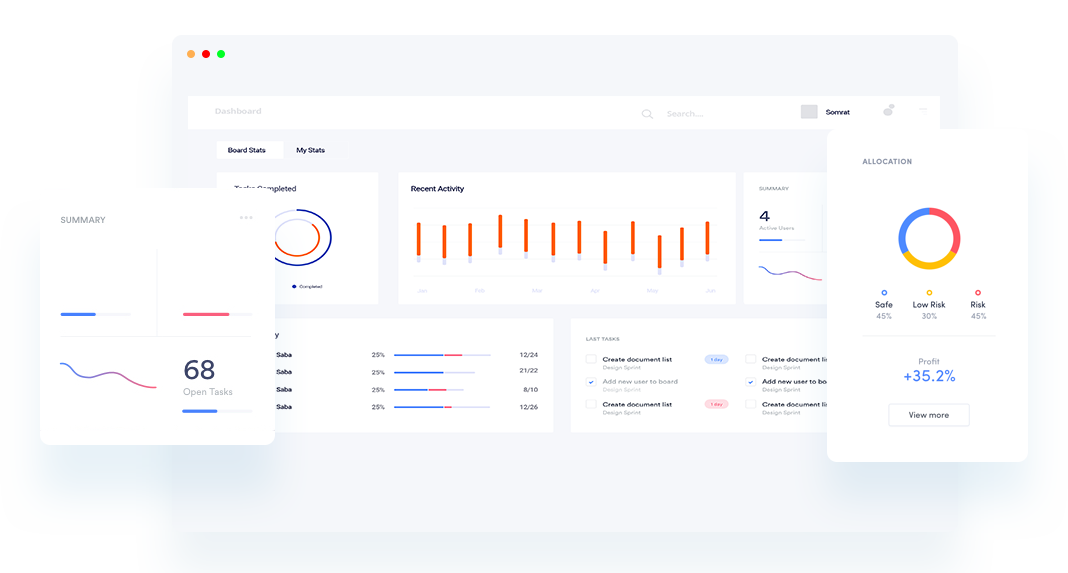 Dashboard
Search....
Somrat
Board Stats
My Stats
ALLOCATION
Tasks Completed
Recent Activity
SUMMARY
SUMMARY
4
Active Users
Completed
Jan
Feb
Mar
Apr
May
Jun
Safe
Low Risk
Risk
45%
30%
45%
y
LAST TASKS
Saba
25%
12/24
Saba
25%
21/22
Saba
25%
8/10
Saba
25%
12/26
Create document list
Design Sprint
1 day
Create document li
Design Sprint
Add new user to board
Design Sprint
Add new user to bo
Design Sprint
Create document list
Design Sprint
1 day
Create document li
Design Sprint
68
Open Tasks
Profit
+35.2%
View more